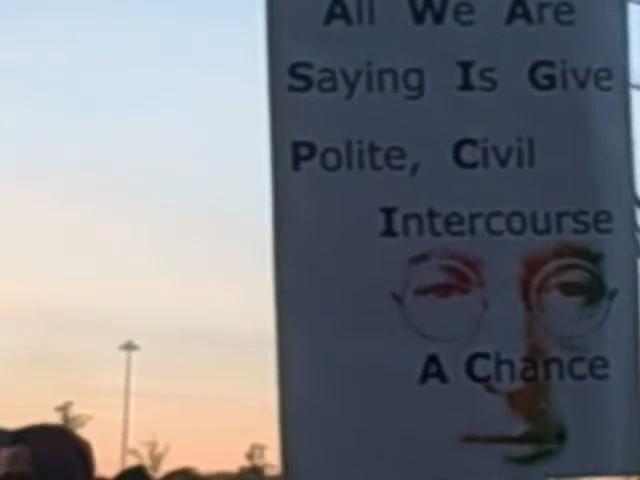 All We Are
Saying Is Give
Polite, Civil
Intercourse
A Chance